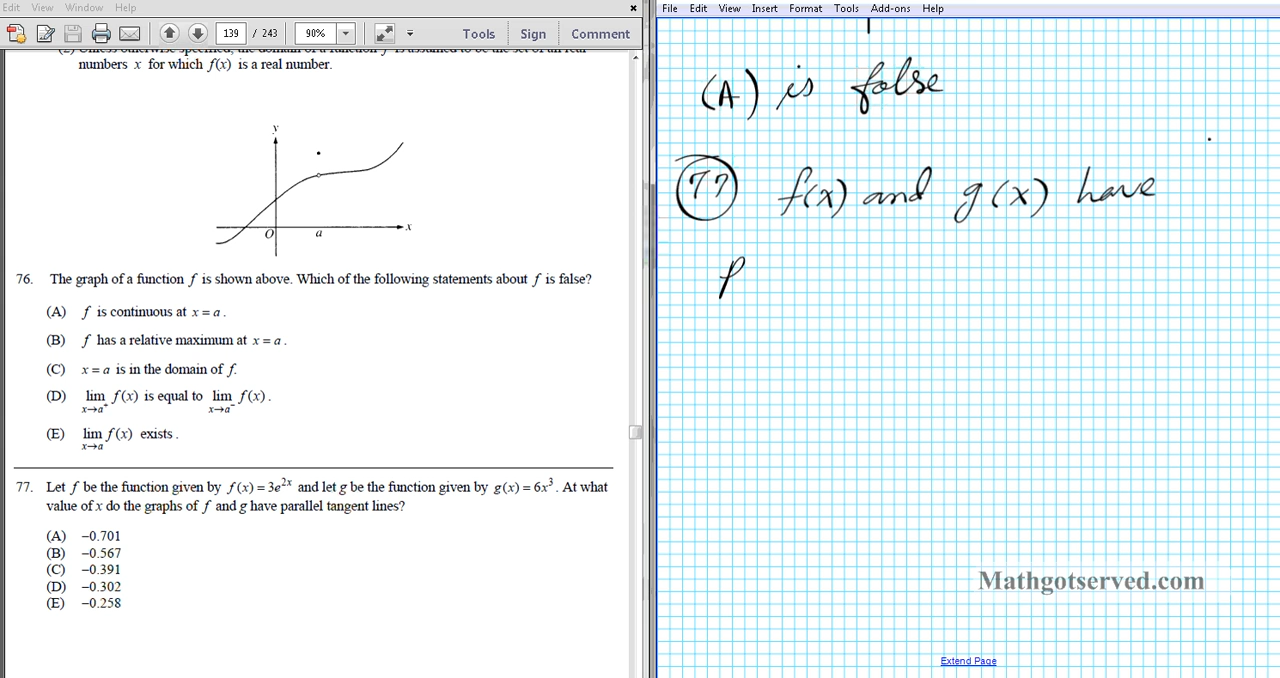 Edit View Window Help
139 / 243 90% Tools Sign Comment
numbers x for which f(x) is a real number.
y
O a x
76. The graph of a function f is shown above. Which of the following statements about f is false?
(A) f is continuous at x = a .
(B) f has a relative maximum at x = a .
(C) x = a is in the domain of f.
(D) lim x→a⁺ f(x) is equal to lim x→a⁻ f(x) .
(E) lim x→a f(x) exists .
77. Let f be the function given by f(x) = 3e²ˣ and let g be the function given by g(x) = 6x³ . At what
value of x do the graphs of f and g have parallel tangent lines?
(A) −0.701
(B) −0.567
(C) −0.391
(D) −0.302
(E) −0.258
File Edit View Insert Format Tools Add-ons Help
(A) is false
77 f(x) and g(x) have
p
Mathgotserved.com
Extend Page